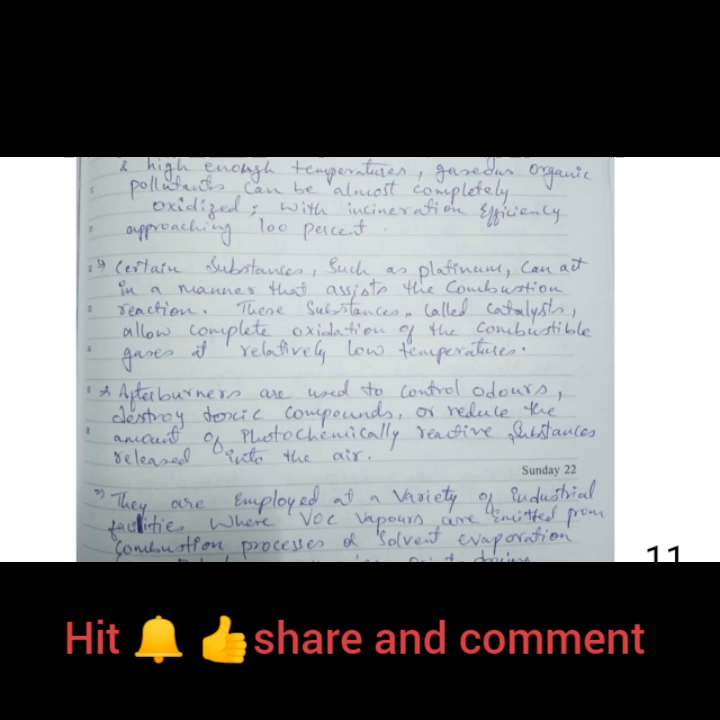 & high enough temperatures, gaseous organic
pollutants can be almost completely
oxidized; with incineration Efficiency
approaching 100 percent.
Certain Substances, Such as platinum, Can act
in a manner that assists the Combustion
reaction. These Substances, Called Catalysts,
allow complete oxidation of the combustible
gases at relatively low temperatures.
Afterburners are used to control odours,
destroy toxic compounds, or reduce the
amount of Photochemically reactive Substances
released into the air.
Sunday 22
They are Employed at a Variety of industrial
facilities Where VOC Vapours are Emitted from
Combustion processes or Solvent evaporation
11
Hit 🔔 👍share and comment